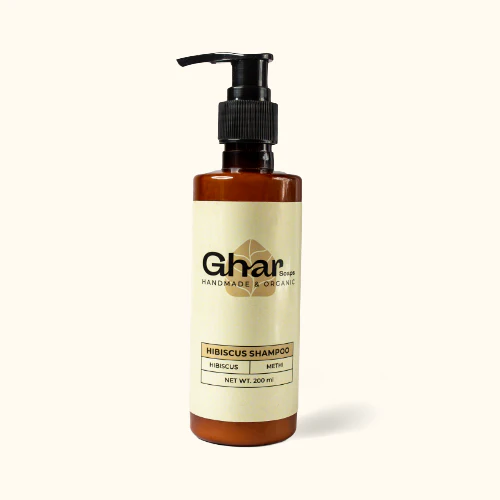 Ghar
Soaps
HANDMADE & ORGANIC
HIBISCUS SHAMPOO
HIBISCUS METHI
NET WT. 200 ml